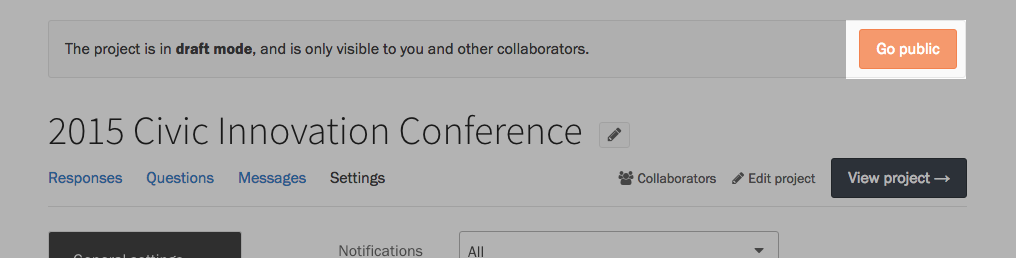 The project is in draft mode, and is only visible to you and other collaborators. Go public
2015 Civic Innovation Conference
Responses Questions Messages Settings Collaborators Edit project View project →
General settings Notifications All